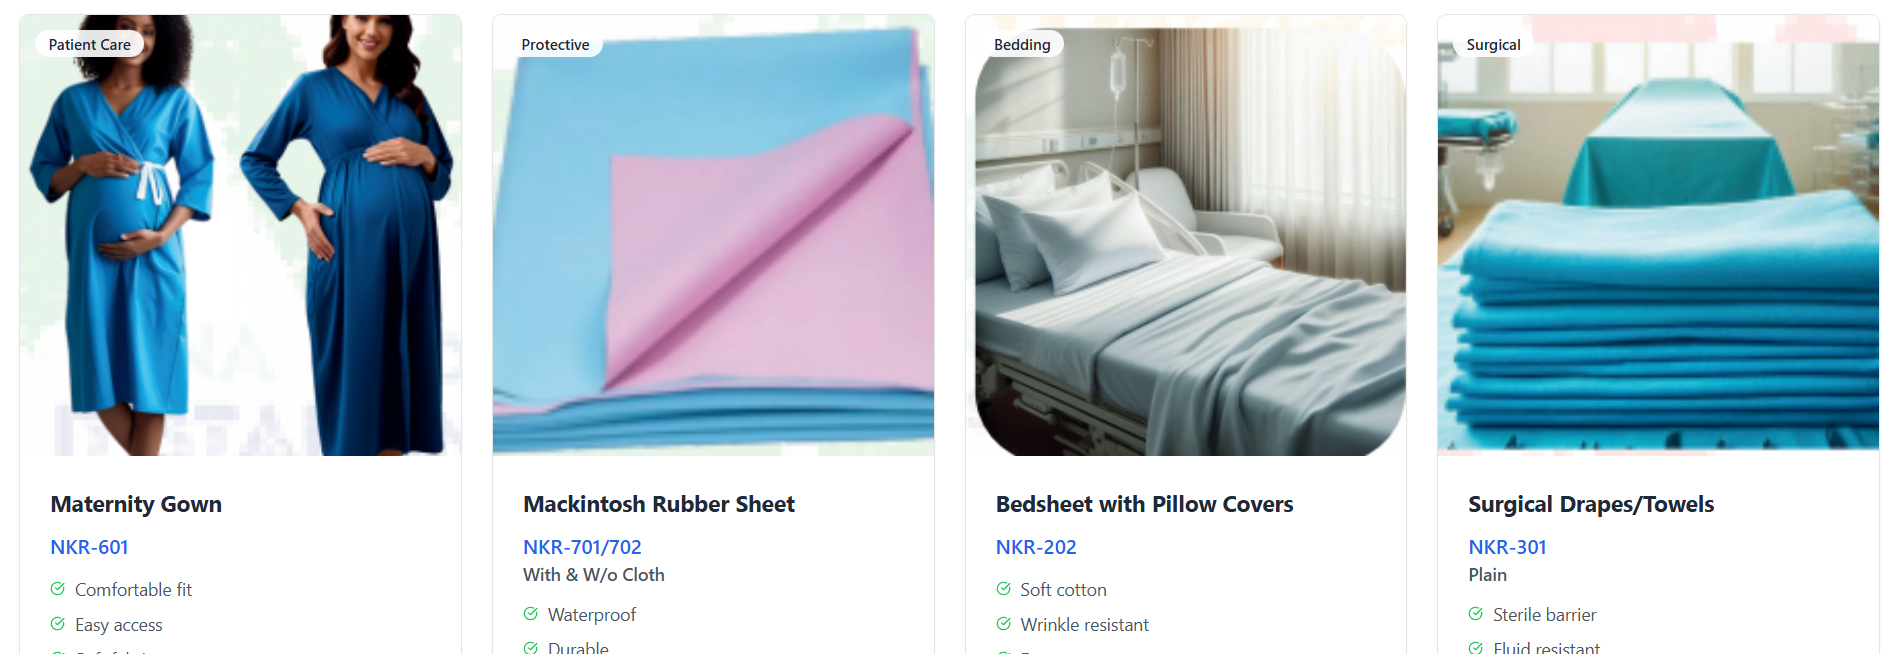 Patient Care
Maternity Gown
NKR-601
Comfortable fit
Easy access
Protective
Mackintosh Rubber Sheet
NKR-701/702
With & W/o Cloth
Waterproof
Durable
Bedding
Bedsheet with Pillow Covers
NKR-202
Soft cotton
Wrinkle resistant
Surgical
Surgical Drapes/Towels
NKR-301
Plain
Sterile barrier
Fluid resistant